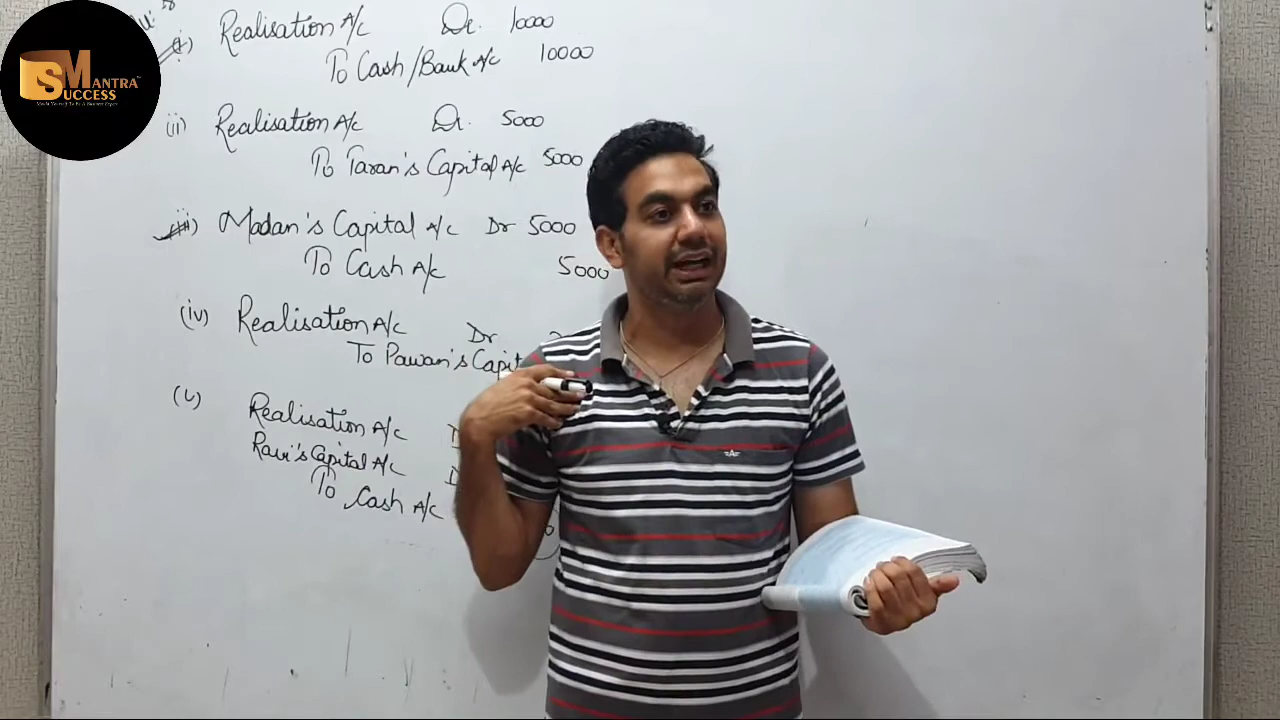 MANTRA
SUCCESS
(i) Realisation A/c Dr. 10000
To Cash/Bank A/c 10000
(ii) Realisation A/c Dr. 5000
To Taran's Capital A/c 5000
(iii) Madan's Capital A/c Dr 5000
To Cash A/c 5000
(iv) Realisation A/c Dr
To Pawan's Capit
(v) Realisation A/c
Ravi's Capital A/c
To Cash A/c